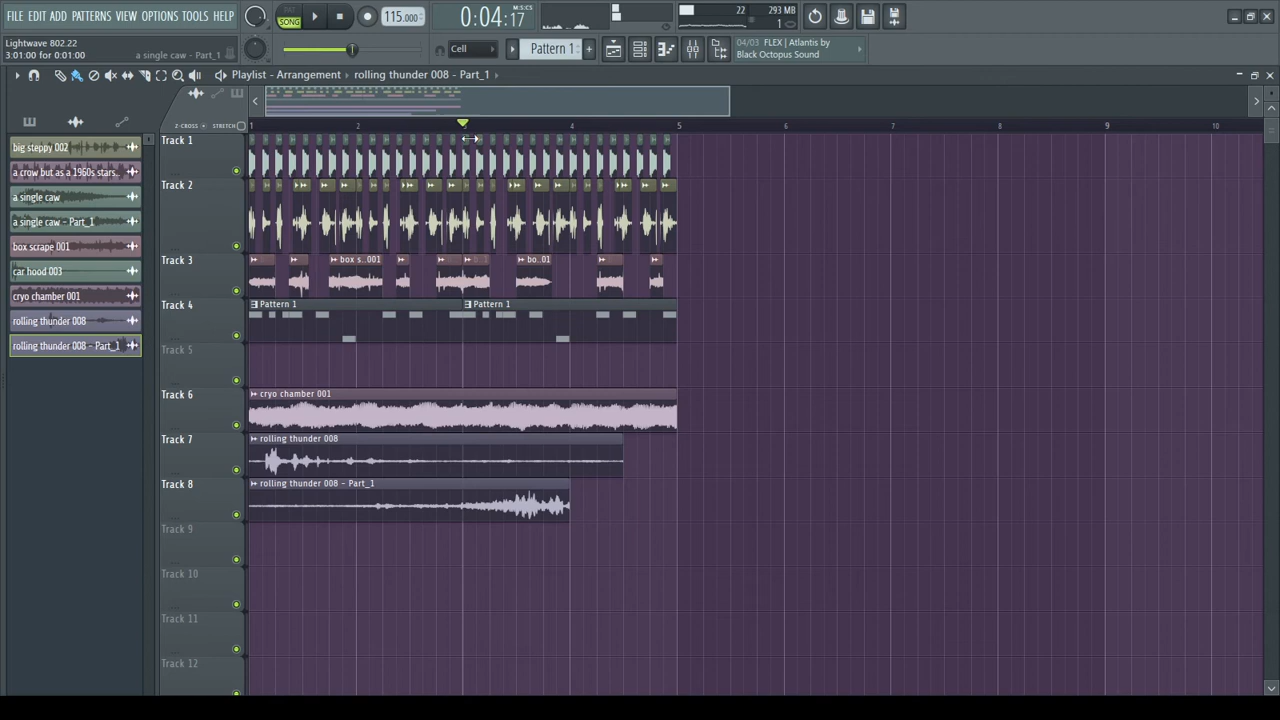 FILE EDIT ADD PATTERNS VIEW OPTIONS TOOLS HELP
PAT
SONG
115.000
0:04:17
M:S:CS
22
293 MB
1
Lightwave 802.22
3:01:00 for 0:01:00
a single caw - Part_1
Cell
Pattern 1
04/03 FLEX | Atlantis by
Black Octopus Sound
Playlist - Arrangement rolling thunder 008 - Part_1
Z-CROSS STRETCH
1 2 3 4 5 6 7 8 9 10
big steppy 002
a crow but as a 1960s stars..
a single caw
a single caw - Part_1
box scrape 001
car hood 003
cryo chamber 001
rolling thunder 008
rolling thunder 008 - Part_1
Track 1
Track 2
Track 3
box s..001
bo..01
Track 4
Pattern 1
Pattern 1
Track 5
Track 6
cryo chamber 001
Track 7
rolling thunder 008
Track 8
rolling thunder 008 - Part_1
Track 9
Track 10
Track 11
Track 12